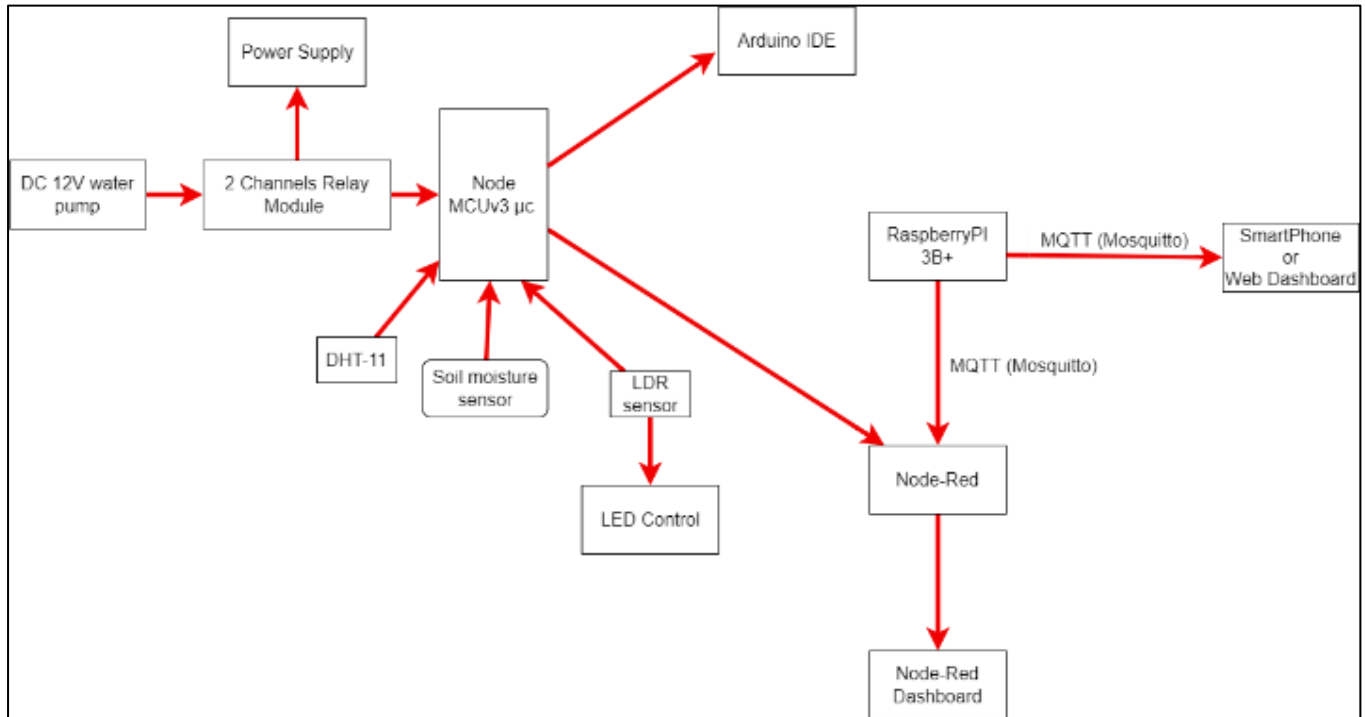 Power Supply
Arduino IDE
DC 12V water
pump
2 Channels Relay
Module
Node
MCUv3 µc
RaspberryPI
3B+
MQTT (Mosquitto)
SmartPhone
or
Web Dashboard
DHT-11
Soil moisture
sensor
LDR
sensor
MQTT (Mosquitto)
LED Control
Node-Red
Node-Red
Dashboard